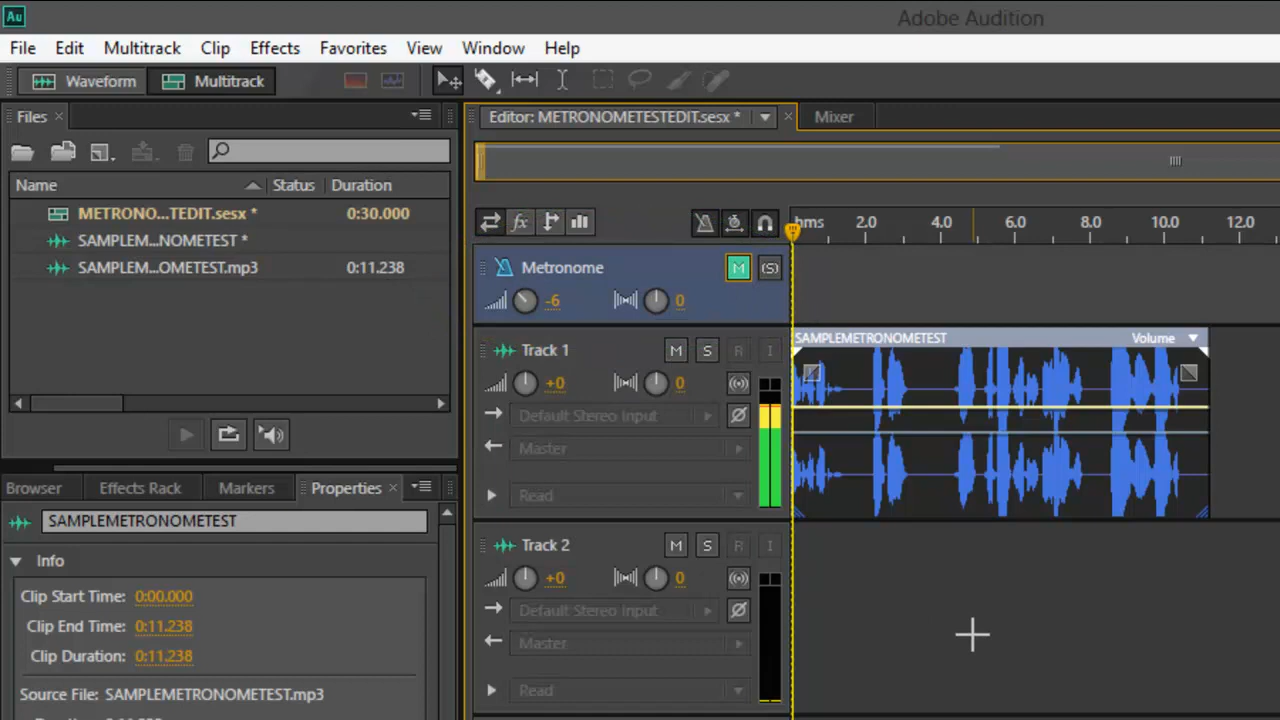 Au
Adobe Audition
File Edit Multitrack Clip Effects Favorites View Window Help
Waveform Multitrack
Files
Editor: METRONOMETESTEDIT.sesx *
Mixer
Name Status Duration
METRONO...TEDIT.sesx * 0:30.000
SAMPLEM...NOMETEST *
SAMPLEM...OMETEST.mp3 0:11.238
fx
hms 2.0 4.0 6.0 8.0 10.0 12.0
Metronome M (S)
-6 0
Track 1 M S R I
+0 0
Default Stereo Input
Master
Read
SAMPLEMETRONOMETEST Volume
Browser Effects Rack Markers Properties
SAMPLEMETRONOMETEST
Info
Clip Start Time: 0:00.000
Clip End Time: 0:11.238
Clip Duration: 0:11.238
Source File: SAMPLEMETRONOMETEST.mp3
Track 2 M S R I
+0 0
Default Stereo Input
Master
Read